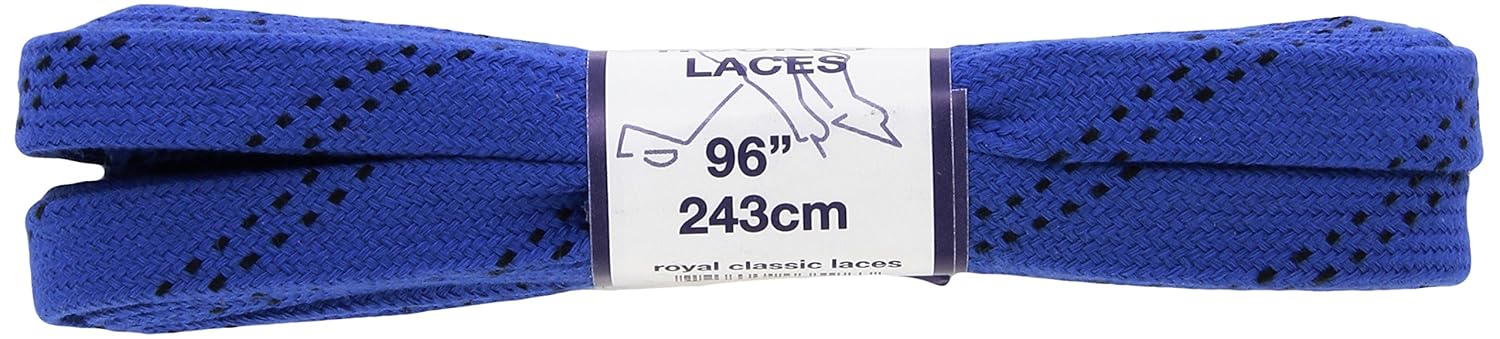 LACES
96”
243cm
royal classic laces